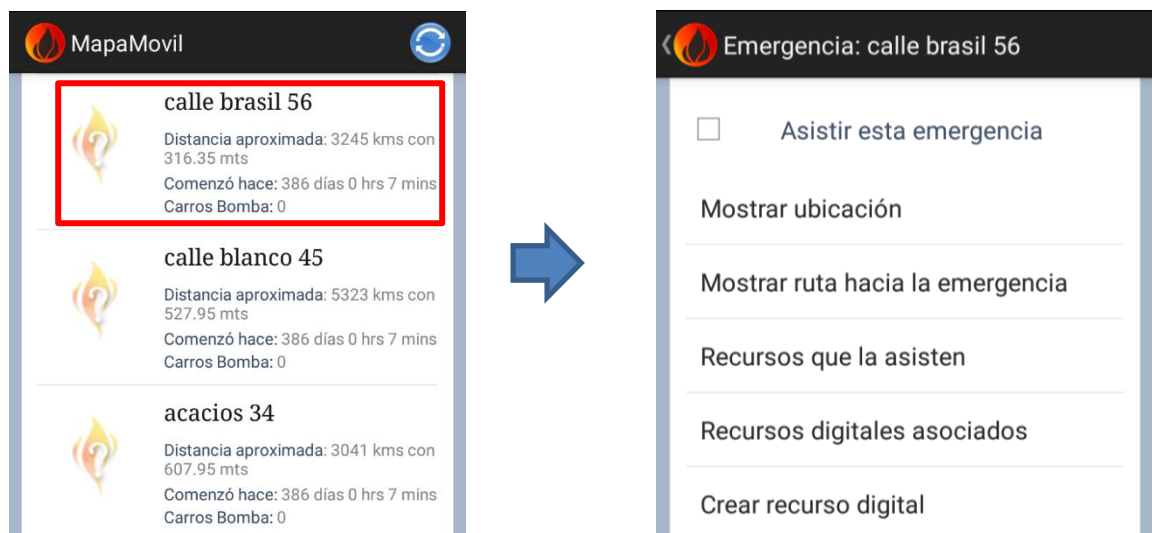 MapaMovil
calle brasil 56
Distancia aproximada: 3245 kms con
316.35 mts
Comenzó hace: 386 días 0 hrs 7 mins
Carros Bomba: 0
calle blanco 45
Distancia aproximada: 5323 kms con
527.95 mts
Comenzó hace: 386 días 0 hrs 7 mins
Carros Bomba: 0
acacios 34
Distancia aproximada: 3041 kms con
607.95 mts
Comenzó hace: 386 días 0 hrs 7 mins
Carros Bomba: 0
Emergencia: calle brasil 56
Asistir esta emergencia
Mostrar ubicación
Mostrar ruta hacia la emergencia
Recursos que la asisten
Recursos digitales asociados
Crear recurso digital